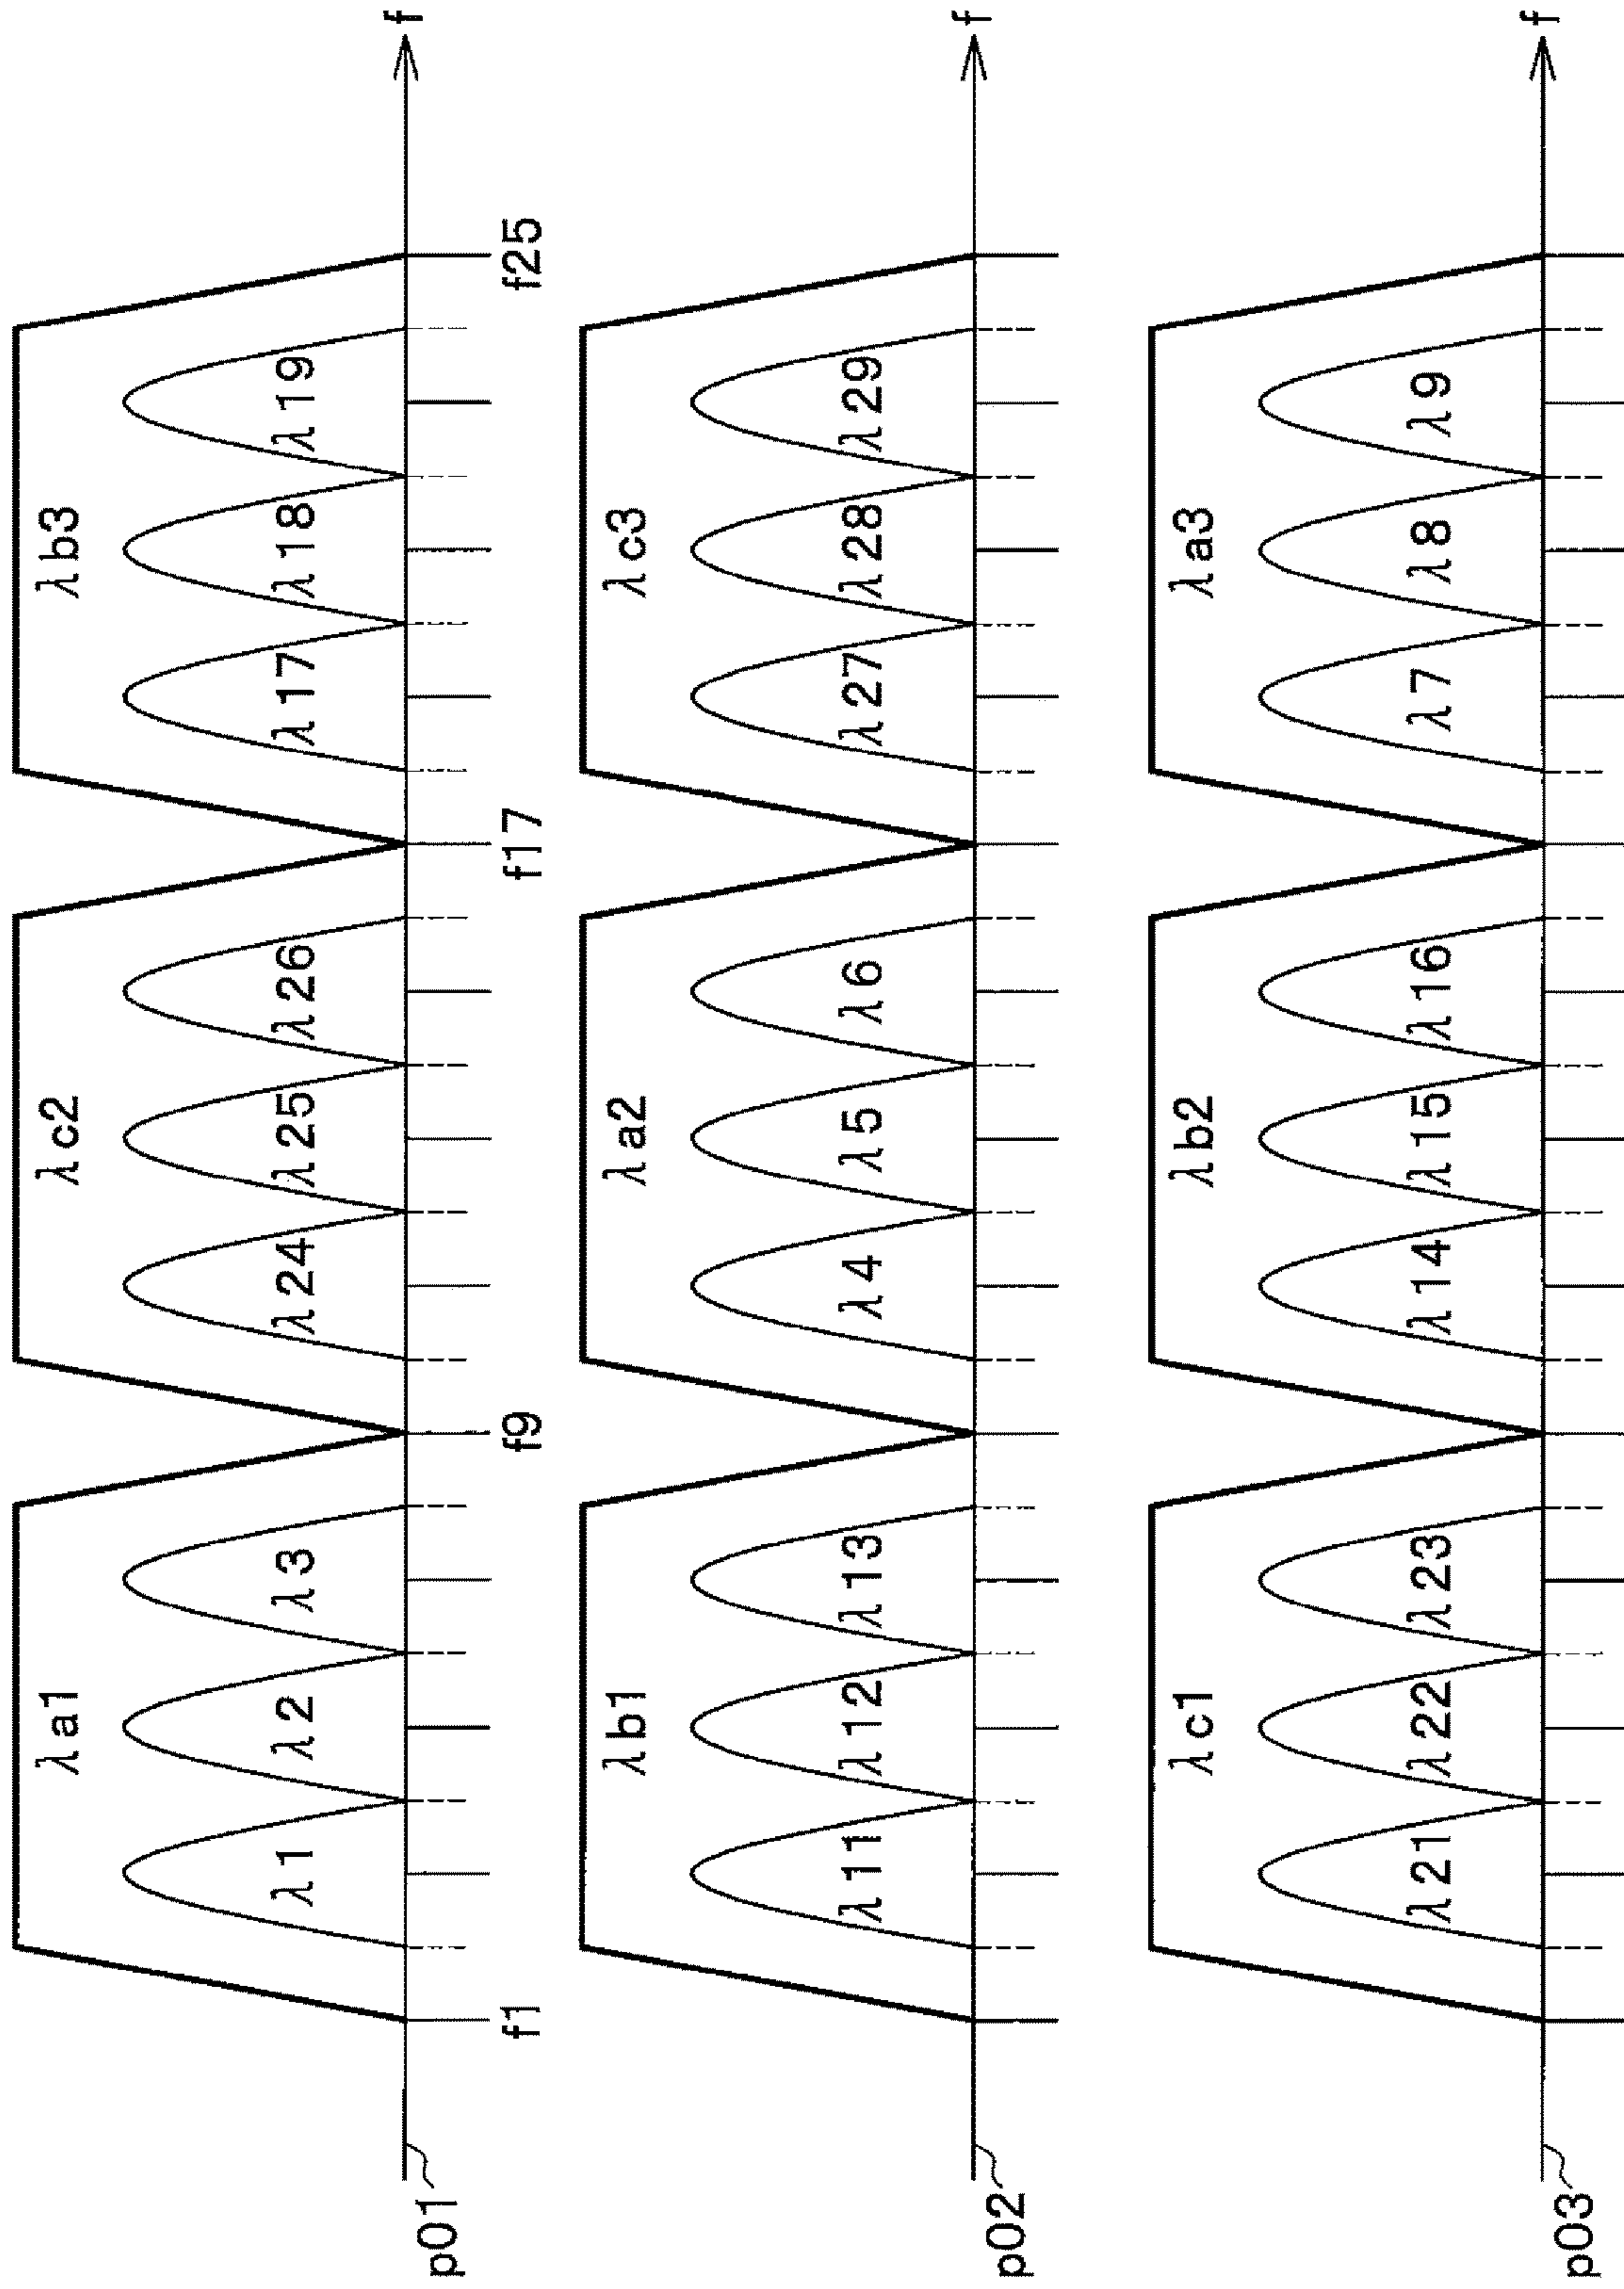 λa1 λc2 λb3
λ1 λ2 λ3 λ24 λ25 λ26 λ17 λ18 λ19
p01 f
f1 f9 f17 f25
λb1 λa2 λc3
λ11 λ12 λ13 λ4 λ5 λ6 λ27 λ28 λ29
p02 f
λc1 λb2 λa3
λ21 λ22 λ23 λ14 λ15 λ16 λ7 λ8 λ9
p03 f